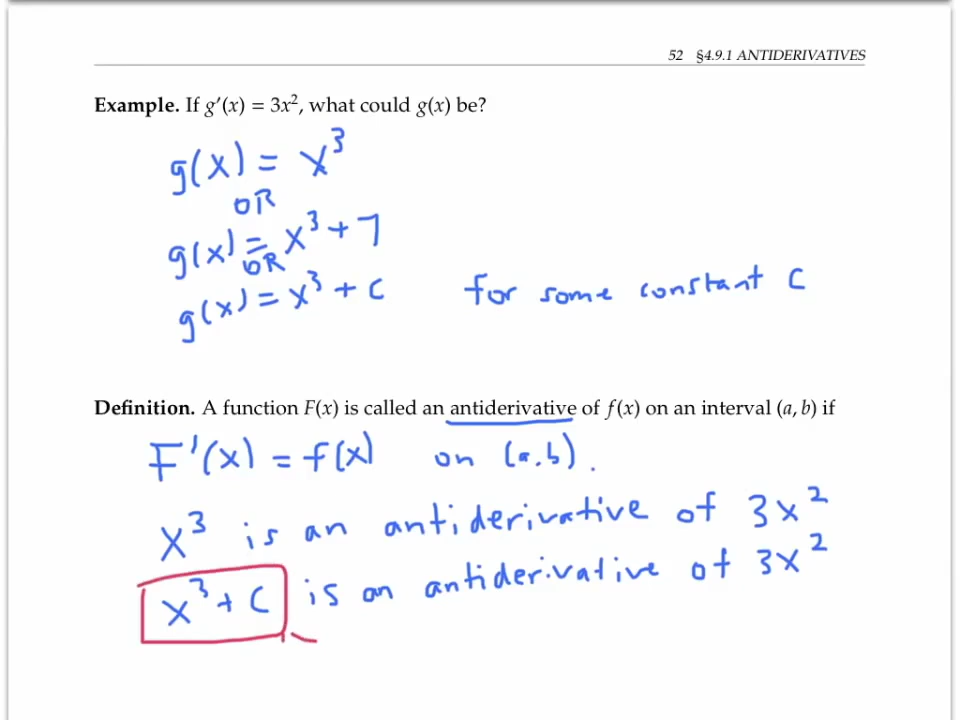 52 §4.9.1 ANTIDERIVATIVES
Example. If g′(x) = 3x², what could g(x) be?
g(x) = x³
OR
g(x) = x³ + 7
OR
g(x) = x³ + C for some constant C
Definition. A function F(x) is called an antiderivative of f(x) on an interval (a, b) if
F'(x) = f(x) on (a,b).
x³ is an antiderivative of 3x²
x³ + C is an antiderivative of 3x²